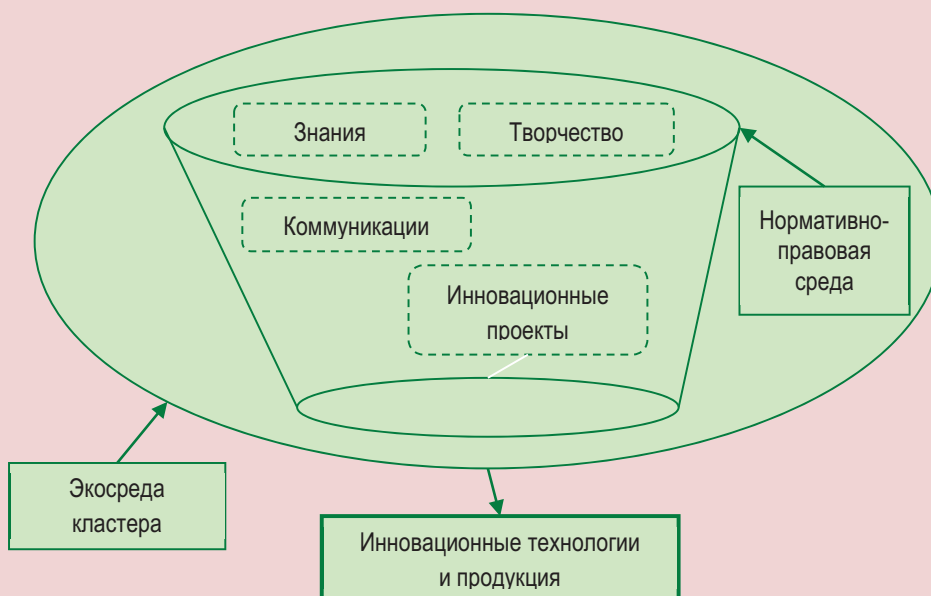 Знания
Творчество
Коммуникации
Инновационные
проекты
Нормативно-
правовая
среда
Экосреда
кластера
Инновационные технологии
и продукция